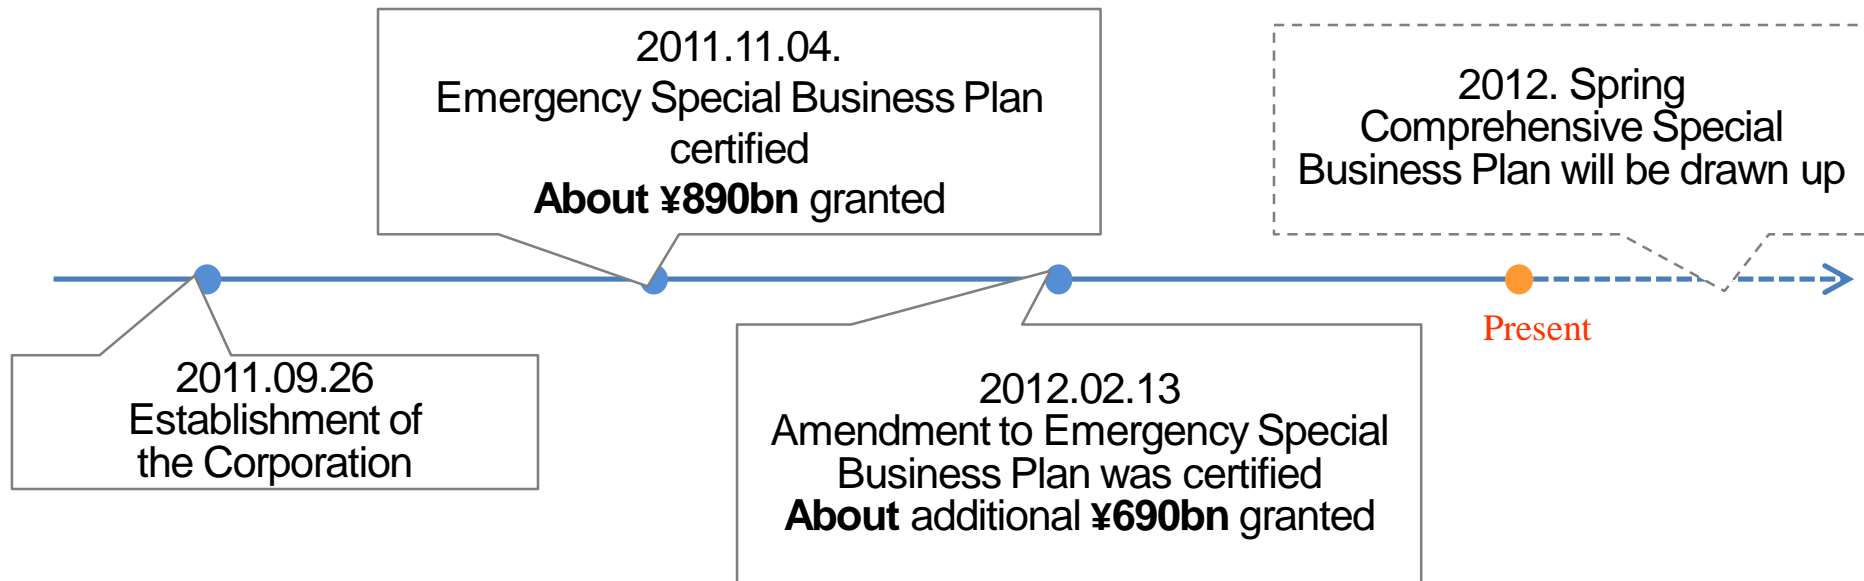 2011.11.04.
Emergency Special Business Plan
certified
About ¥890bn granted
2012. Spring
Comprehensive Special
Business Plan will be drawn up
Present
2011.09.26
Establishment of
the Corporation
2012.02.13
Amendment to Emergency Special
Business Plan was certified
About additional ¥690bn granted